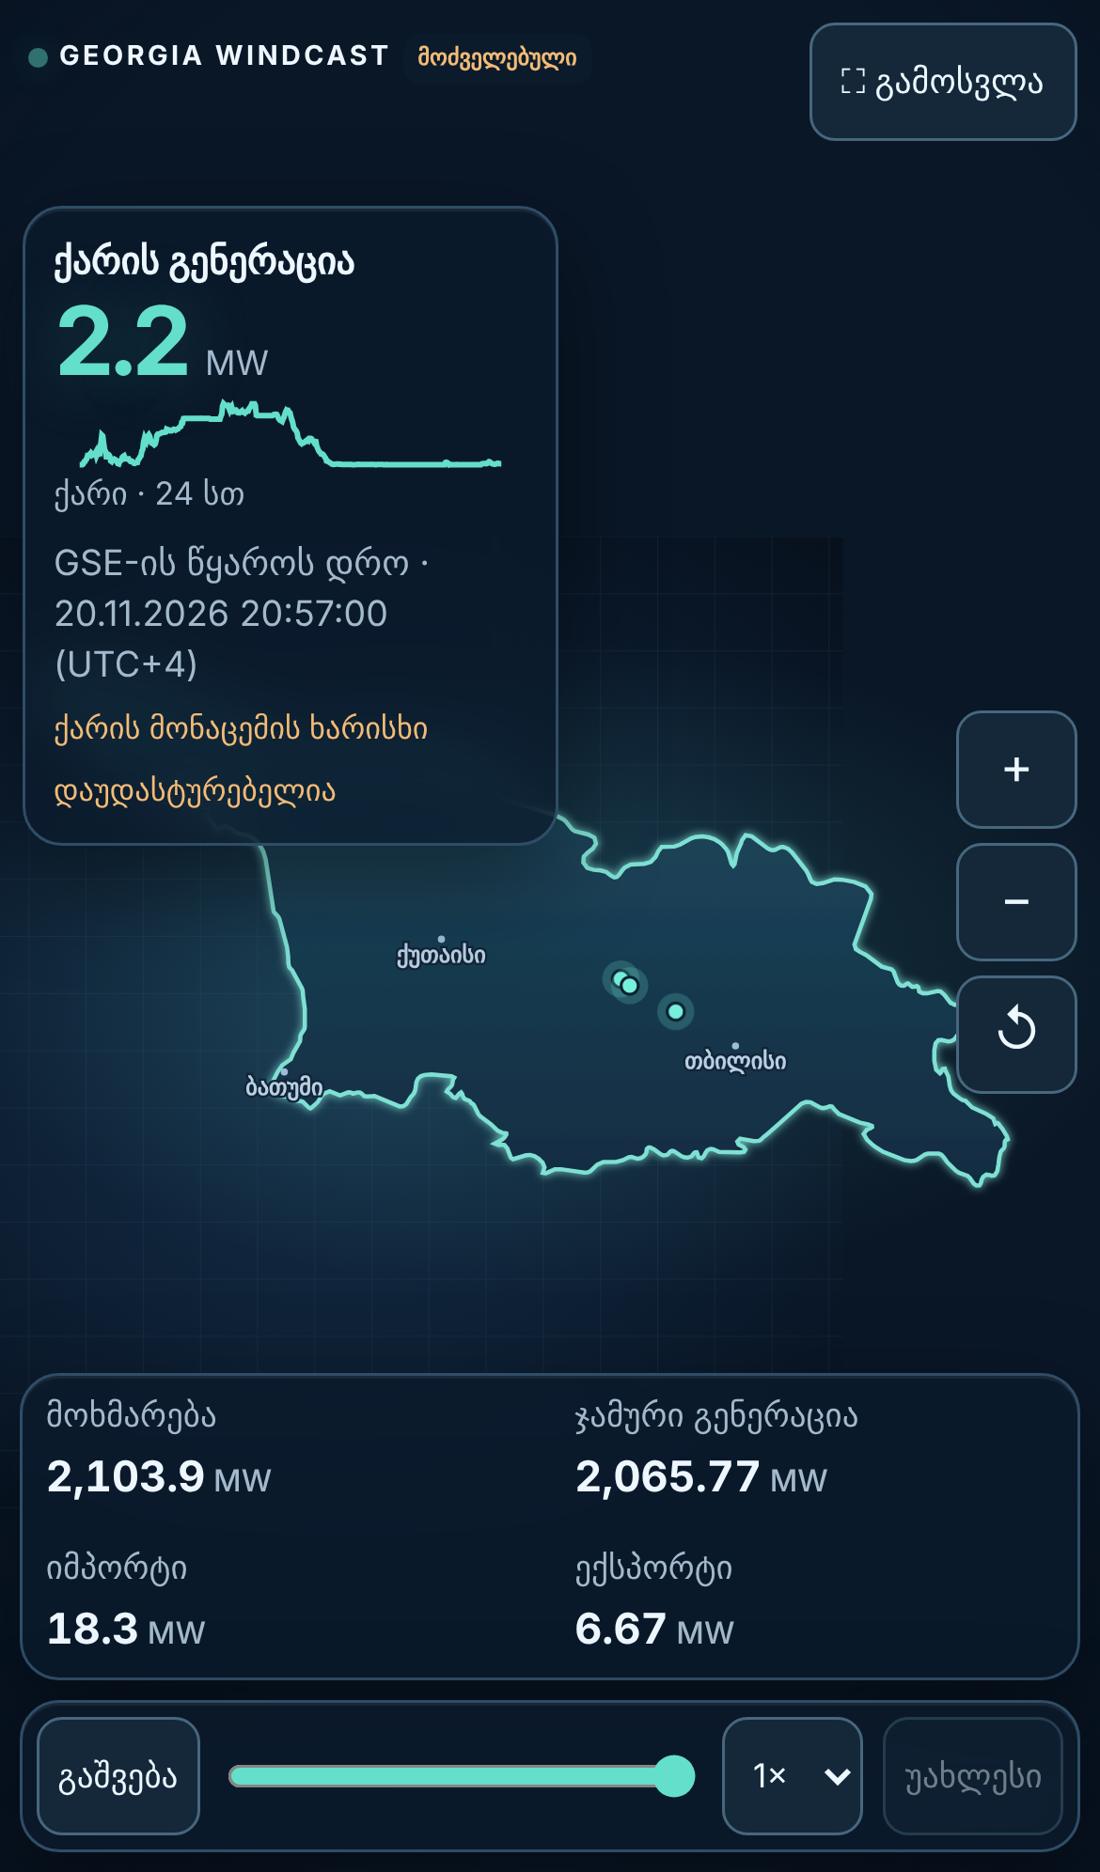 GEORGIA WINDCAST მოძველებული
გამოსვლა
ქარის გენერაცია
2.2 MW
ქარი · 24 სთ
GSE-ის წყაროს დრო ·
20.11.2026 20:57:00
(UTC+4)
ქარის მონაცემის ხარისხი
დაუდასტურებელია
+
−
ქუთაისი
თბილისი
ბათუმი
მოხმარება
2,103.9 MW
ჯამური გენერაცია
2,065.77 MW
იმპორტი
18.3 MW
ექსპორტი
6.67 MW
გაშვება
1×
უახლესი